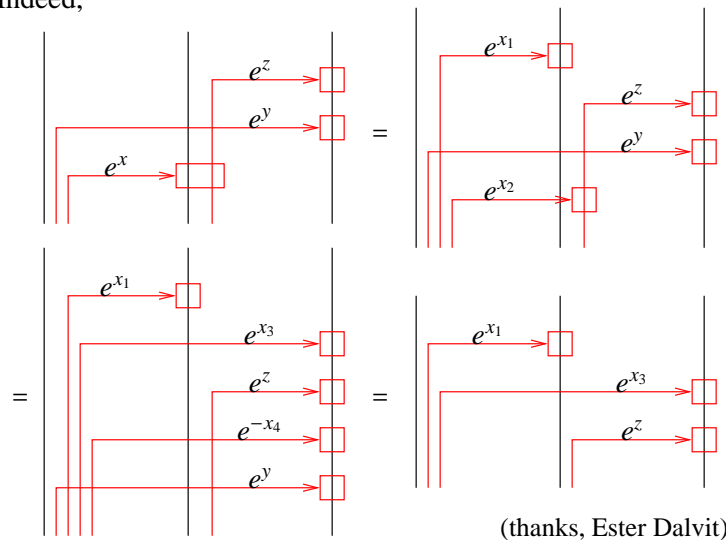 Indeed,
e^z
e^y
e^x
=
e^{x_1}
e^z
e^y
e^{x_2}
=
e^{x_1}
e^{x_3}
e^z
e^{-x_4}
e^y
=
e^{x_1}
e^{x_3}
e^z
(thanks, Ester Dalvit)